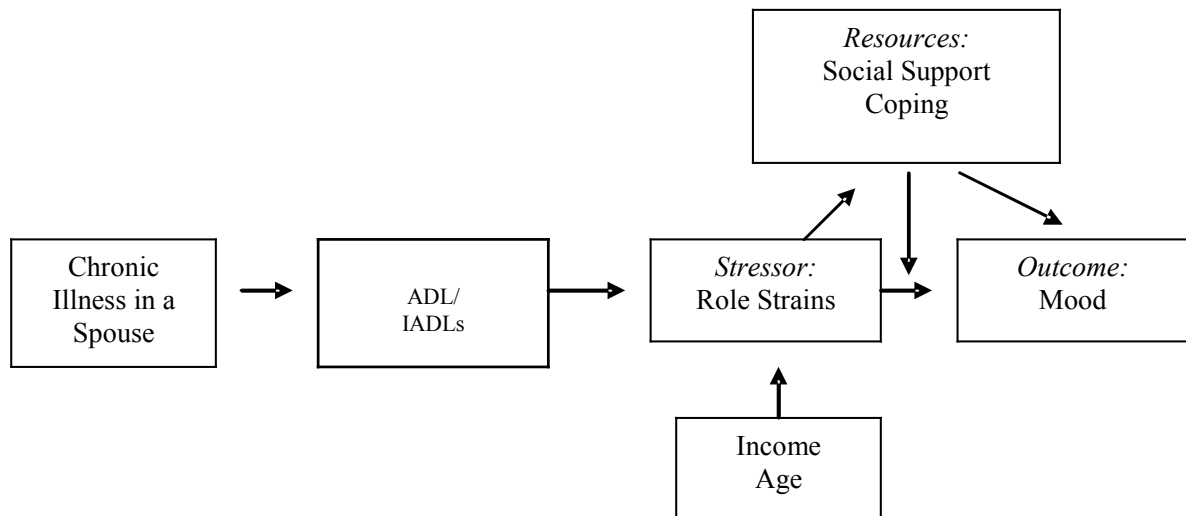 Resources:
Social Support
Coping
Chronic
Illness in a
Spouse
ADL/
IADLs
Stressor:
Role Strains
Outcome:
Mood
Income
Age